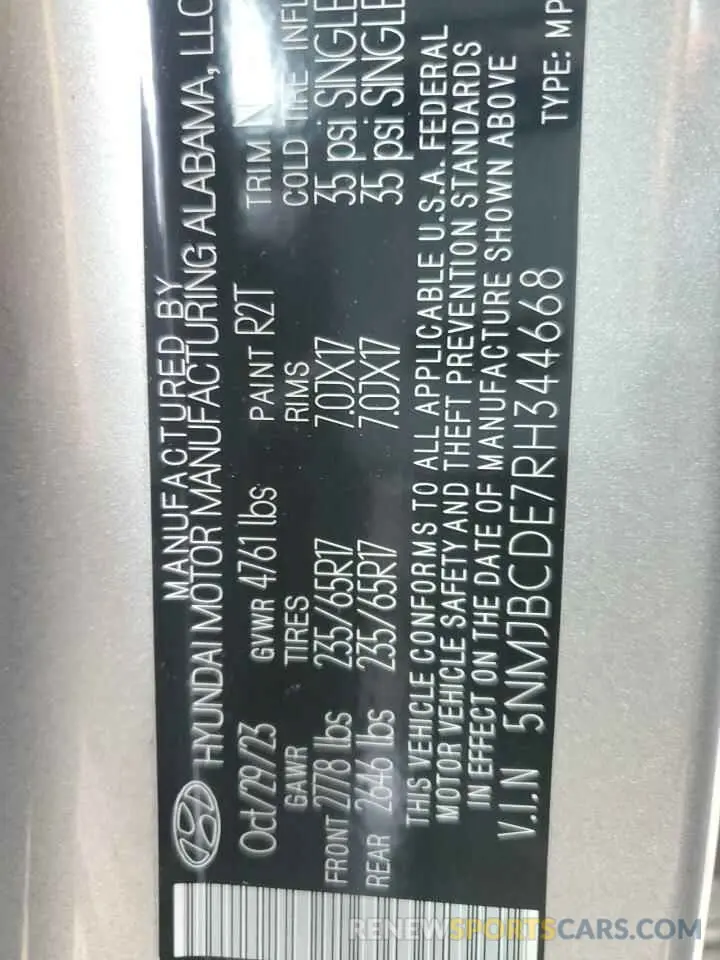 MANUFACTURED BY
HYUNDAI MOTOR MANUFACTURING ALABAMA, LLC
Oct/29/23 GVWR 4761 lbs PAINT R2T TRIM
GAWR TIRES RIMS COLD TIRE INFL
FRONT 2778 lbs 235/65R17 7.0JX17 35 psi SINGLE
REAR 2646 lbs 235/65R17 7.0JX17 35 psi SINGLE
THIS VEHICLE CONFORMS TO ALL APPLICABLE U.S.A. FEDERAL
MOTOR VEHICLE SAFETY AND THEFT PREVENTION STANDARDS
IN EFFECT ON THE DATE OF MANUFACTURE SHOWN ABOVE
V.I.N 5NMJBCDE7RH344668 TYPE: MP
RENEWSPORTSCARS.COM